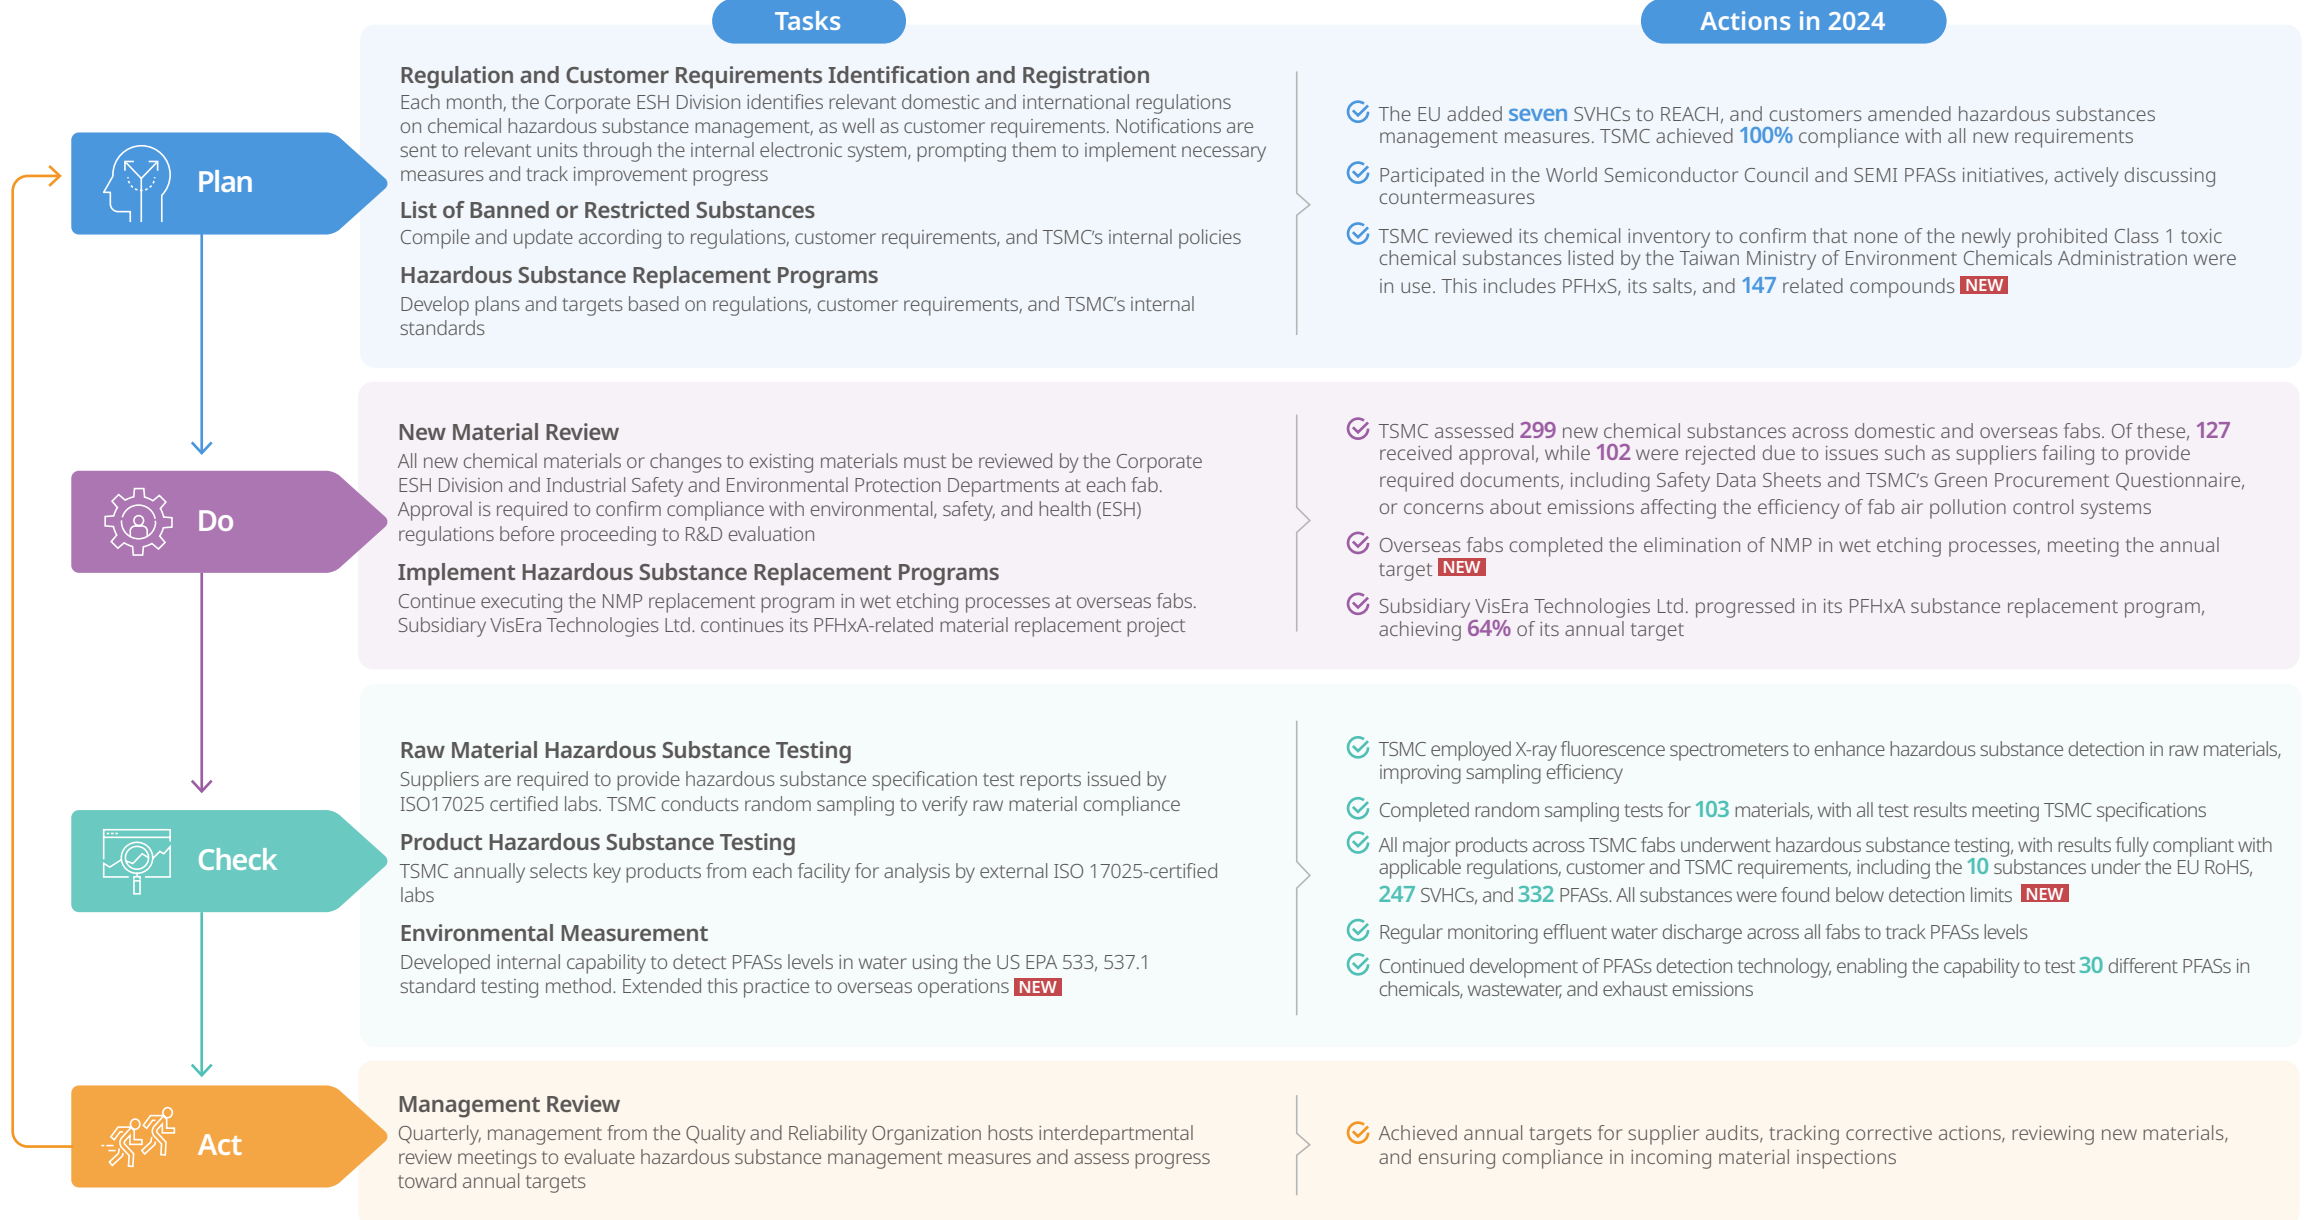 Tasks
Actions in 2024
Plan
Regulation and Customer Requirements Identification and Registration
Each month, the Corporate ESH Division identifies relevant domestic and international regulations
on chemical hazardous substance management, as well as customer requirements. Notifications are
sent to relevant units through the internal electronic system, prompting them to implement necessary
measures and track improvement progress
List of Banned or Restricted Substances
Compile and update according to regulations, customer requirements, and TSMC's internal policies
Hazardous Substance Replacement Programs
Develop plans and targets based on regulations, customer requirements, and TSMC's internal
standards
The EU added seven SVHCs to REACH, and customers amended hazardous substances
management measures. TSMC achieved 100% compliance with all new requirements
Participated in the World Semiconductor Council and SEMI PFASs initiatives, actively discussing
countermeasures
TSMC reviewed its chemical inventory to confirm that none of the newly prohibited Class 1 toxic
chemical substances listed by the Taiwan Ministry of Environment Chemicals Administration were
in use. This includes PFHxS, its salts, and 147 related compounds NEW
Do
New Material Review
All new chemical materials or changes to existing materials must be reviewed by the Corporate
ESH Division and Industrial Safety and Environmental Protection Departments at each fab.
Approval is required to confirm compliance with environmental, safety, and health (ESH)
regulations before proceeding to R&D evaluation
Implement Hazardous Substance Replacement Programs
Continue executing the NMP replacement program in wet etching processes at overseas fabs.
Subsidiary VisEra Technologies Ltd. continues its PFHxA-related material replacement project
TSMC assessed 299 new chemical substances across domestic and overseas fabs. Of these, 127
received approval, while 102 were rejected due to issues such as suppliers failing to provide
required documents, including Safety Data Sheets and TSMC's Green Procurement Questionnaire,
or concerns about emissions affecting the efficiency of fab air pollution control systems
Overseas fabs completed the elimination of NMP in wet etching processes, meeting the annual
target NEW
Subsidiary VisEra Technologies Ltd. progressed in its PFHxA substance replacement program,
achieving 64% of its annual target
Check
Raw Material Hazardous Substance Testing
Suppliers are required to provide hazardous substance specification test reports issued by
ISO17025 certified labs. TSMC conducts random sampling to verify raw material compliance
Product Hazardous Substance Testing
TSMC annually selects key products from each facility for analysis by external ISO 17025-certified
labs
Environmental Measurement
Developed internal capability to detect PFASs levels in water using the US EPA 533, 537.1
standard testing method. Extended this practice to overseas operations NEW
TSMC employed X-ray fluorescence spectrometers to enhance hazardous substance detection in raw materials,
improving sampling efficiency
Completed random sampling tests for 103 materials, with all test results meeting TSMC specifications
All major products across TSMC fabs underwent hazardous substance testing, with results fully compliant with
applicable regulations, customer and TSMC requirements, including the 10 substances under the EU RoHS,
247 SVHCs, and 332 PFASs. All substances were found below detection limits NEW
Regular monitoring effluent water discharge across all fabs to track PFASs levels
Continued development of PFASs detection technology, enabling the capability to test 30 different PFASs in
chemicals, wastewater, and exhaust emissions
Act
Management Review
Quarterly, management from the Quality and Reliability Organization hosts interdepartmental
review meetings to evaluate hazardous substance management measures and assess progress
toward annual targets
Achieved annual targets for supplier audits, tracking corrective actions, reviewing new materials,
and ensuring compliance in incoming material inspections